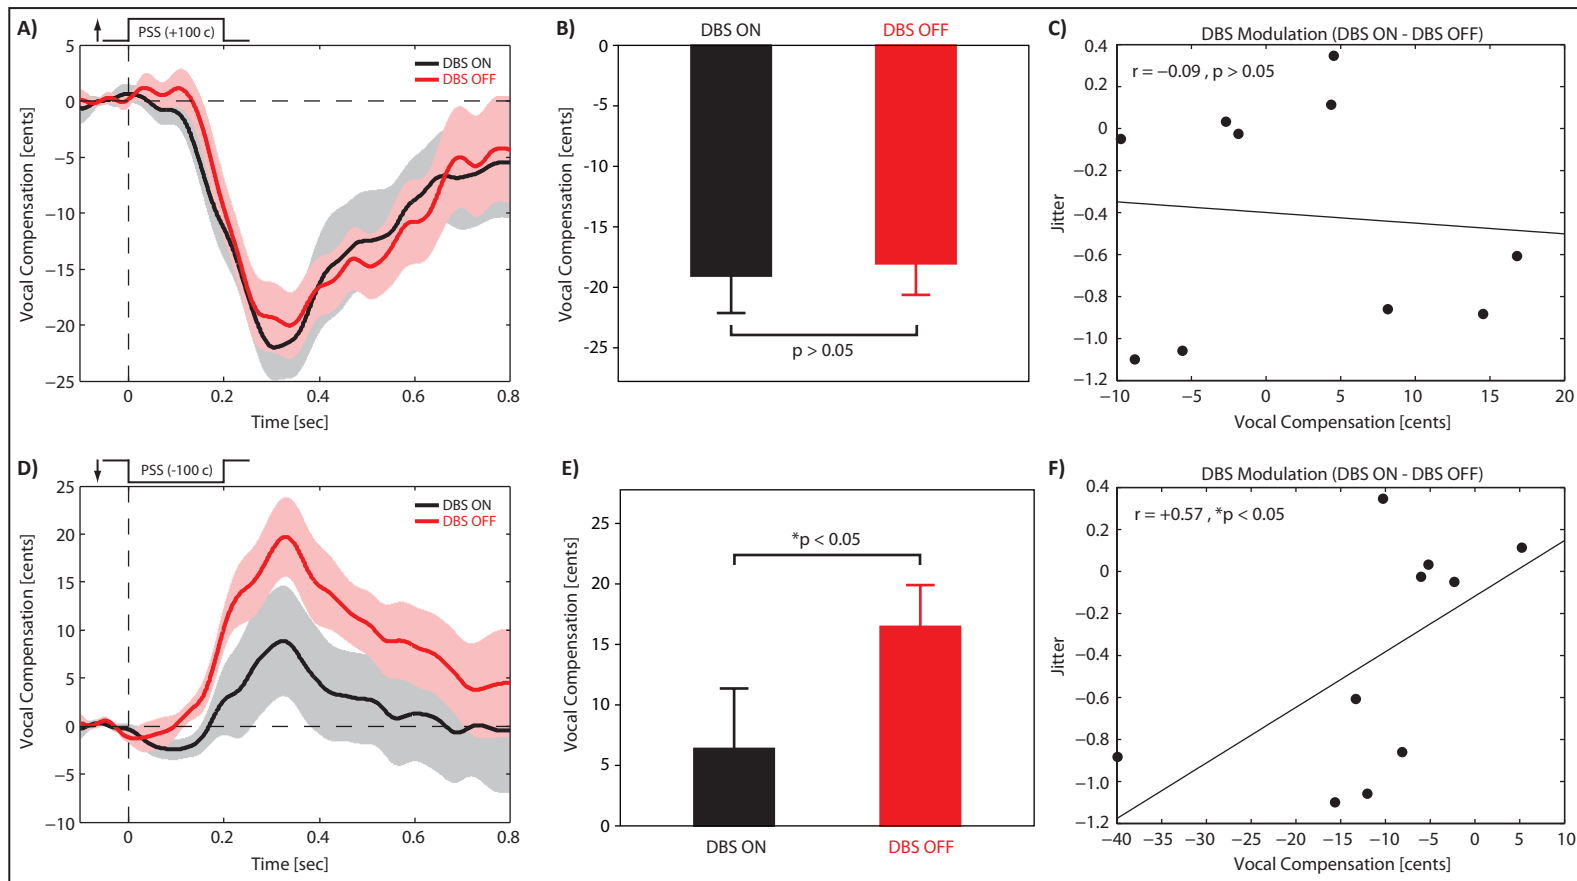 A)
PSS (+100 c)
DBS ON
DBS OFF
5
0
−5
−10
−15
−20
−25
Vocal Compensation [cents]
0
0.2
0.4
0.6
0.8
Time [sec]
B)
DBS ON
DBS OFF
0
-5
-10
-15
-20
-25
Vocal Compensation [cents]
p > 0.05
C)
DBS Modulation (DBS ON - DBS OFF)
r = −0.09 , p > 0.05
0.4
0.2
0
−0.2
−0.4
−0.6
−0.8
−1.0
−1.2
Jitter
−10
−5
0
5
10
15
20
Vocal Compensation [cents]
D)
PSS (-100 c)
DBS ON
DBS OFF
25
20
15
10
5
0
−5
−10
Vocal Compensation [cents]
0
0.2
0.4
0.6
0.8
Time [sec]
E)
25
20
15
10
5
0
Vocal Compensation [cents]
*p < 0.05
DBS ON
DBS OFF
F)
DBS Modulation (DBS ON - DBS OFF)
r = +0.57 , *p < 0.05
0.4
0.2
0
−0.2
−0.4
−0.6
−0.8
−1.0
−1.2
Jitter
−40
−35
−30
−25
−20
−15
−10
−5
0
5
10
Vocal Compensation [cents]